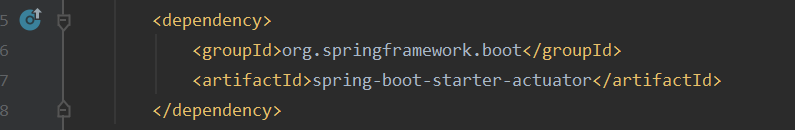 5 <dependency>
6 <groupId>org.springframework.boot</groupId>
7 <artifactId>spring-boot-starter-actuator</artifactId>
8 </dependency>